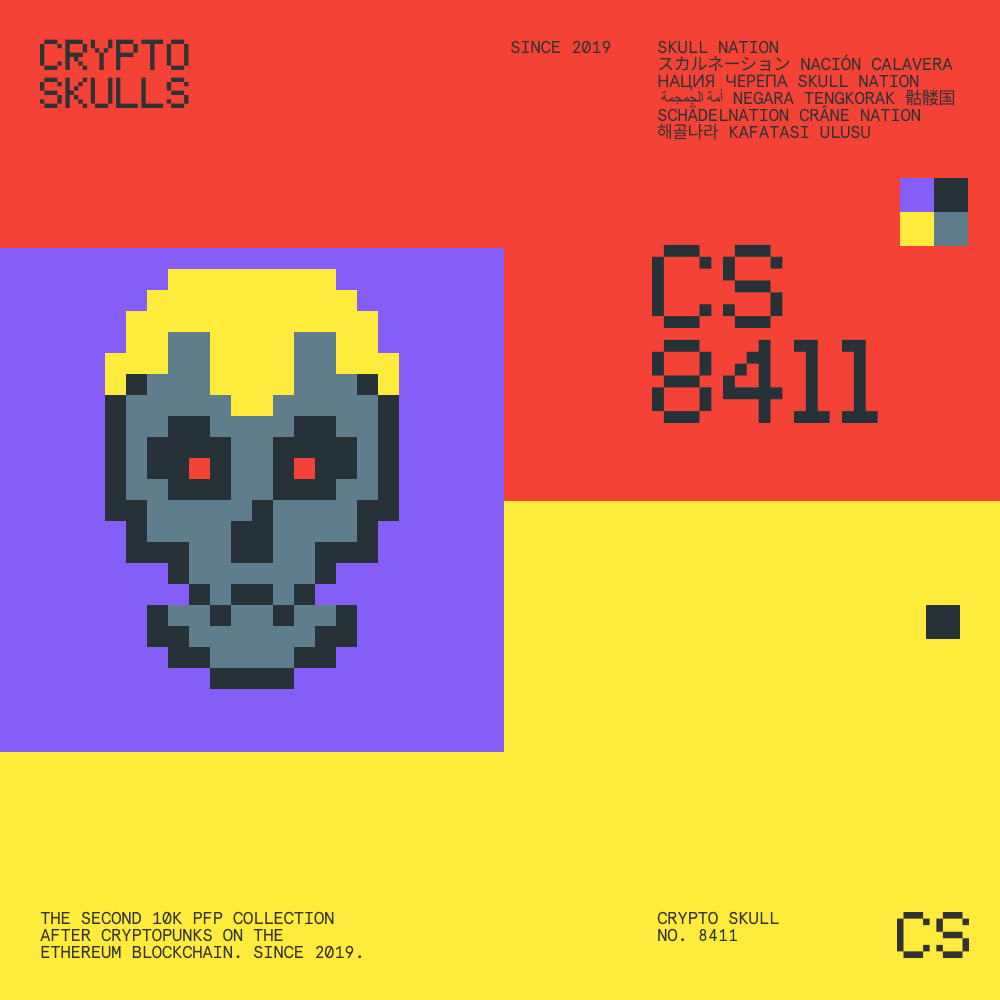 CRYPTO
SKULLS
SINCE 2019
SKULL NATION
スカルネーション NACIÓN CALAVERA
НАЦИЯ ЧЕРЕПА SKULL NATION
أمة الجمجمة NEGARA TENGKORAK 骷髅国
SCHÄDELNATION CRÂNE NATION
해골나라 KAFATASI ULUSU
CS
8411
THE SECOND 10K PFP COLLECTION
AFTER CRYPTOPUNKS ON THE
ETHEREUM BLOCKCHAIN. SINCE 2019.
CRYPTO SKULL
NO. 8411
CS